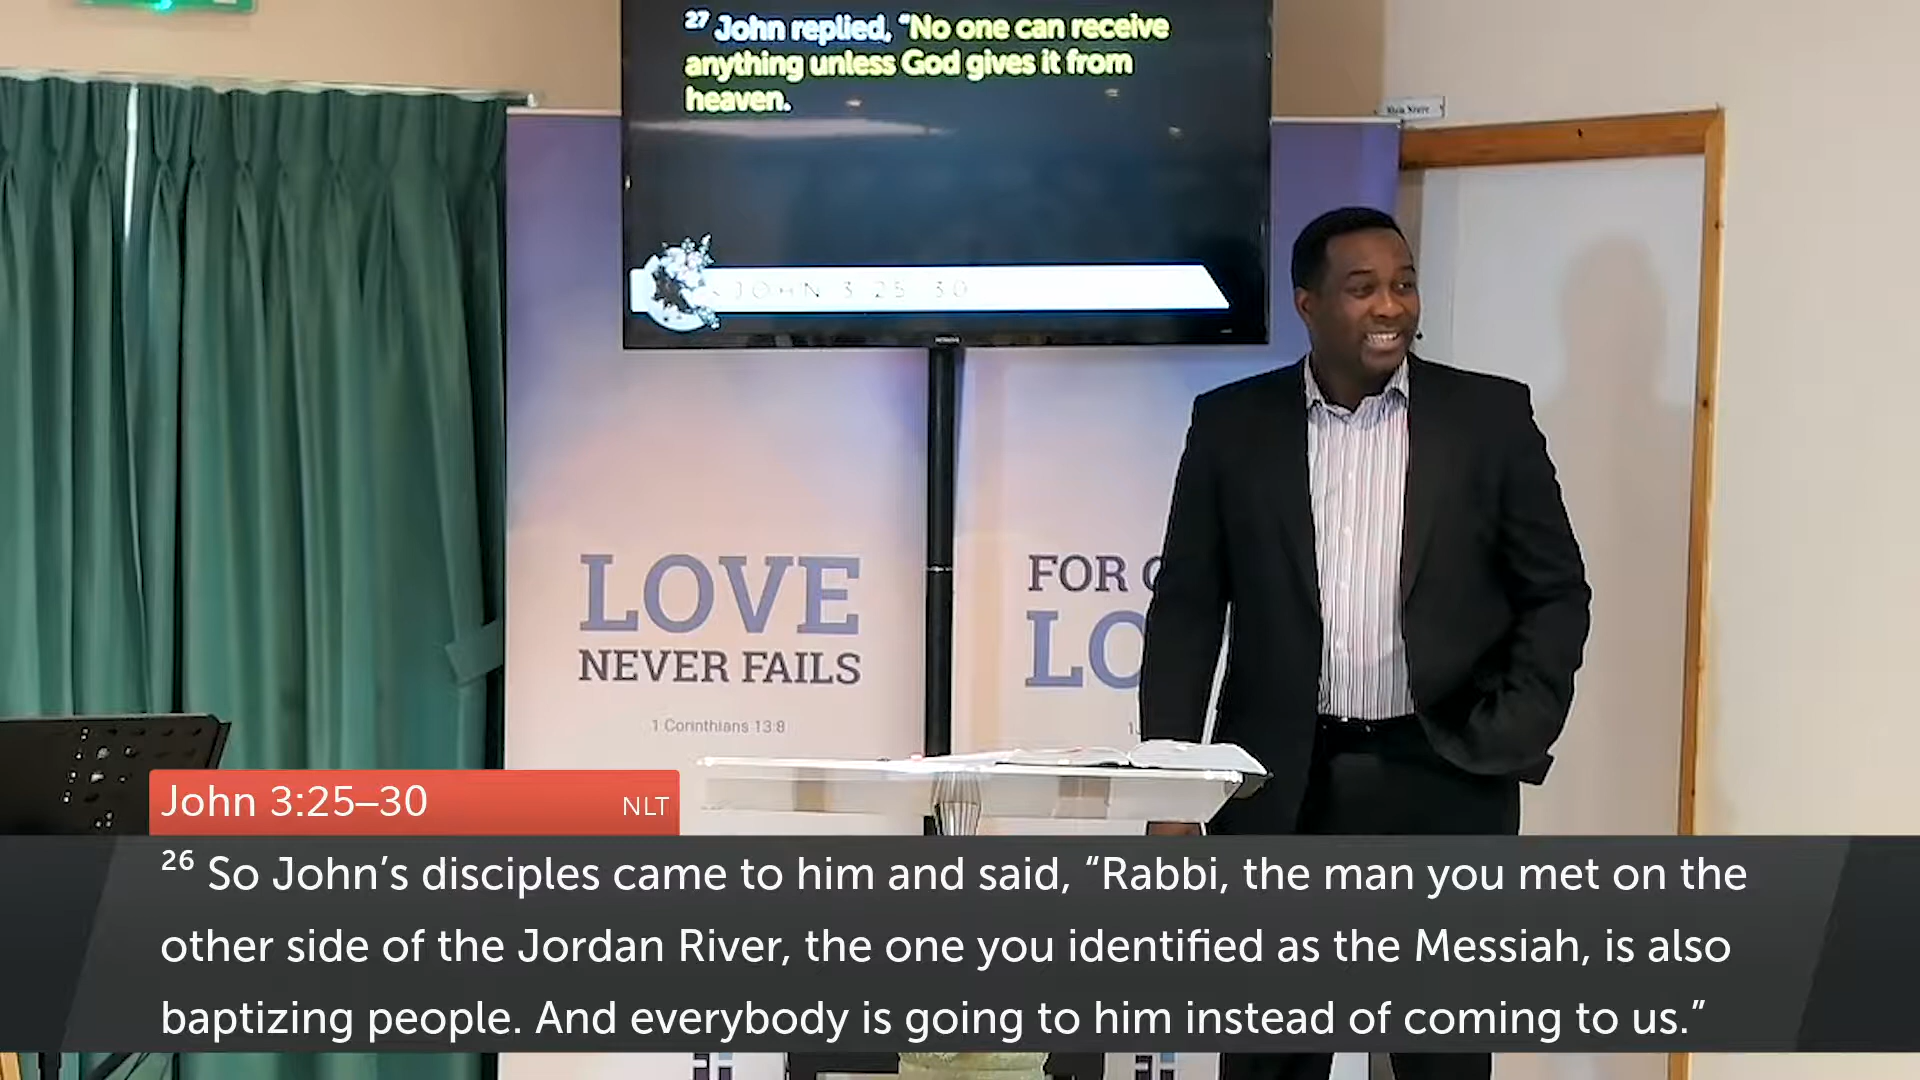 27 John replied, “No one can receive
anything unless God gives it from
heaven.
JOHN 3 25 30
LOVE
NEVER FAILS
1 Corinthians 13:8
FOR
LO
John 3:25–30
NLT
26 So John’s disciples came to him and said, “Rabbi, the man you met on the
other side of the Jordan River, the one you identified as the Messiah, is also
baptizing people. And everybody is going to him instead of coming to us.”